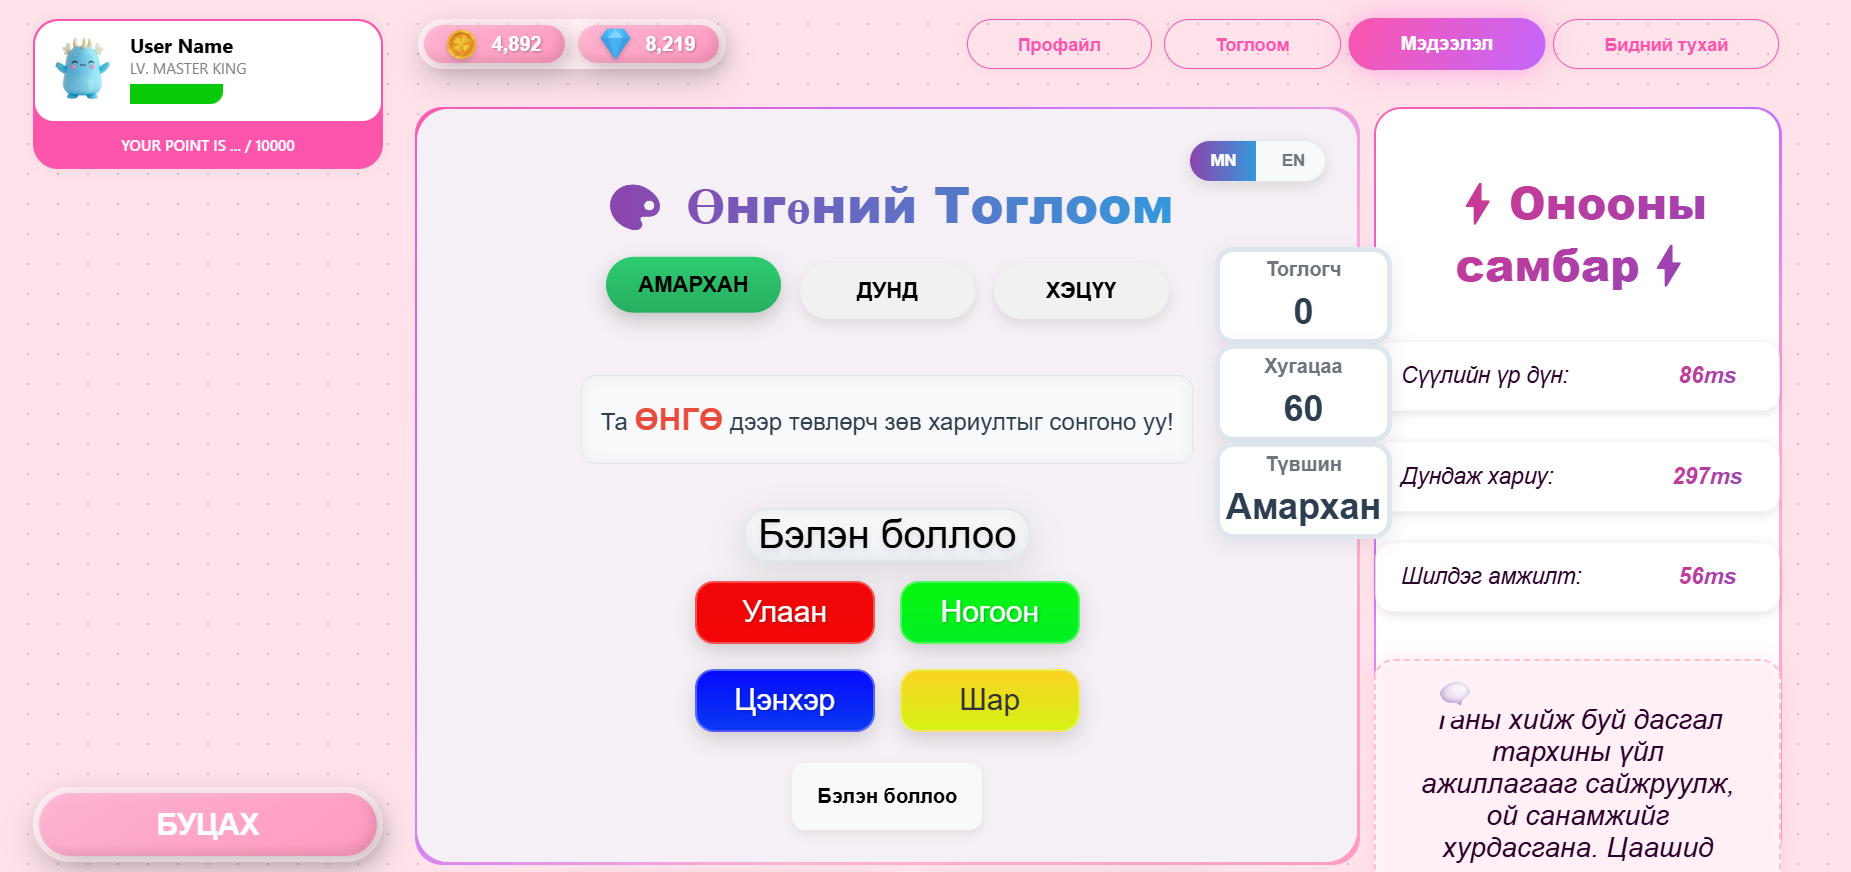 User Name
LV. MASTER KING
YOUR POINT IS ... / 10000
4,892
8,219
Профайл
Тоглоом
Мэдээлэл
Бидний тухай
MN
EN
Өнгөний Тоглоом
АМАРХАН
ДУНД
ХЭЦҮҮ
Та ӨНГӨ дээр төвлөрч зөв хариултыг сонгоно уу!
Бэлэн боллоо
Улаан
Ногоон
Цэнхэр
Шар
Бэлэн боллоо
Тоглогч
0
Хугацаа
60
Түвшин
Амархан
Онооны
самбар
Сүүлийн үр дүн:
86ms
Дундаж хариу:
297ms
Шилдэг амжилт:
56ms
Таны хийж буй дасгал
тархины үйл
ажиллагааг сайжруулж,
ой санамжийг
хурдасгана. Цаашид
БУЦАХ